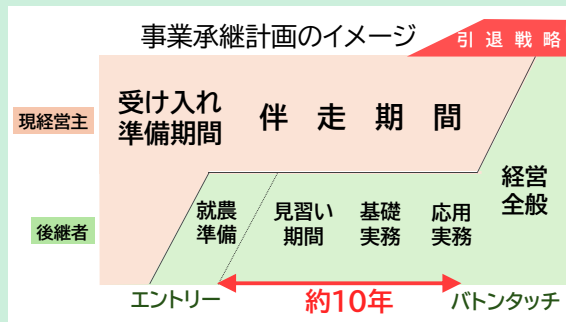 事業承継計画のイメージ
引退戦略
現経営主
受け入れ
準備期間
伴走期間
後継者
就農
準備
見習い
期間
基礎
実務
応用
実務
経営
全般
エントリー
約10年
バトンタッチ